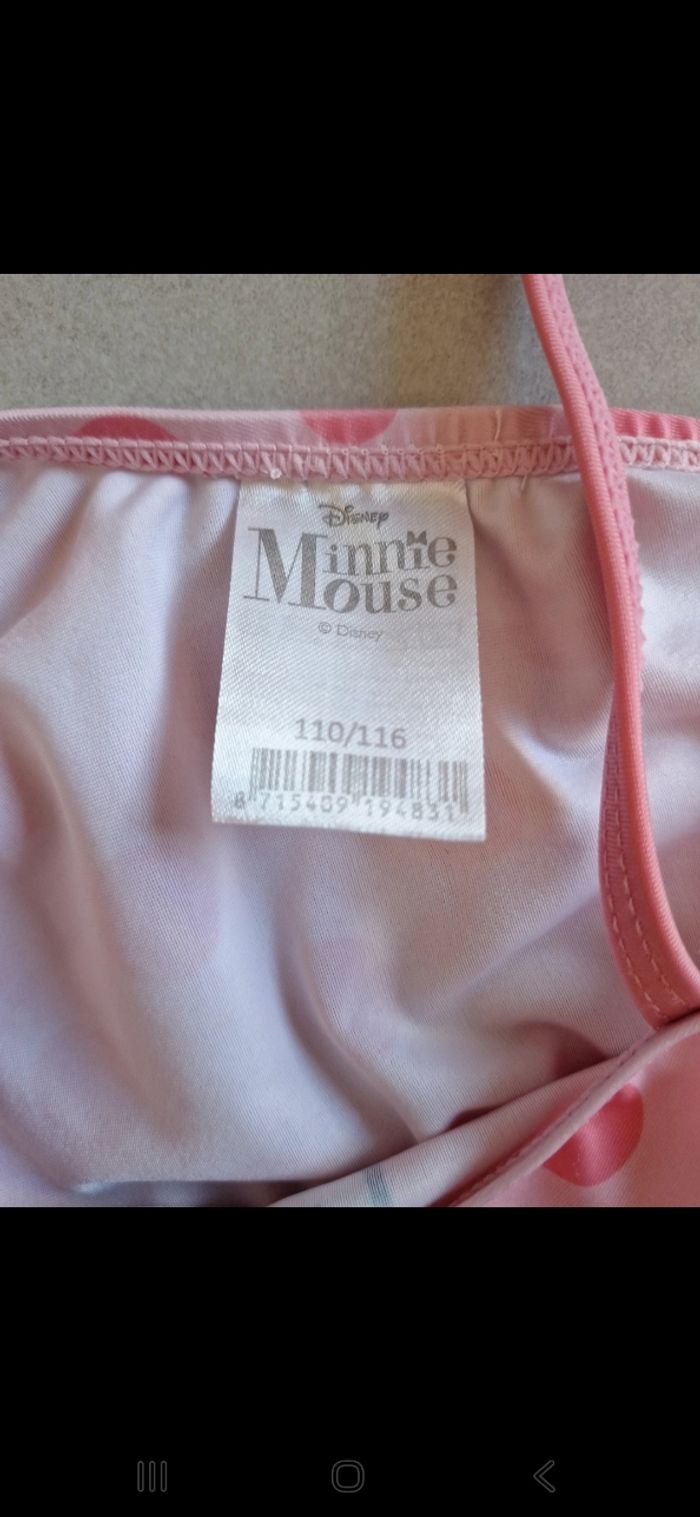 Disney
Minnie
Mouse
© Disney
110/116
8 715409 194831